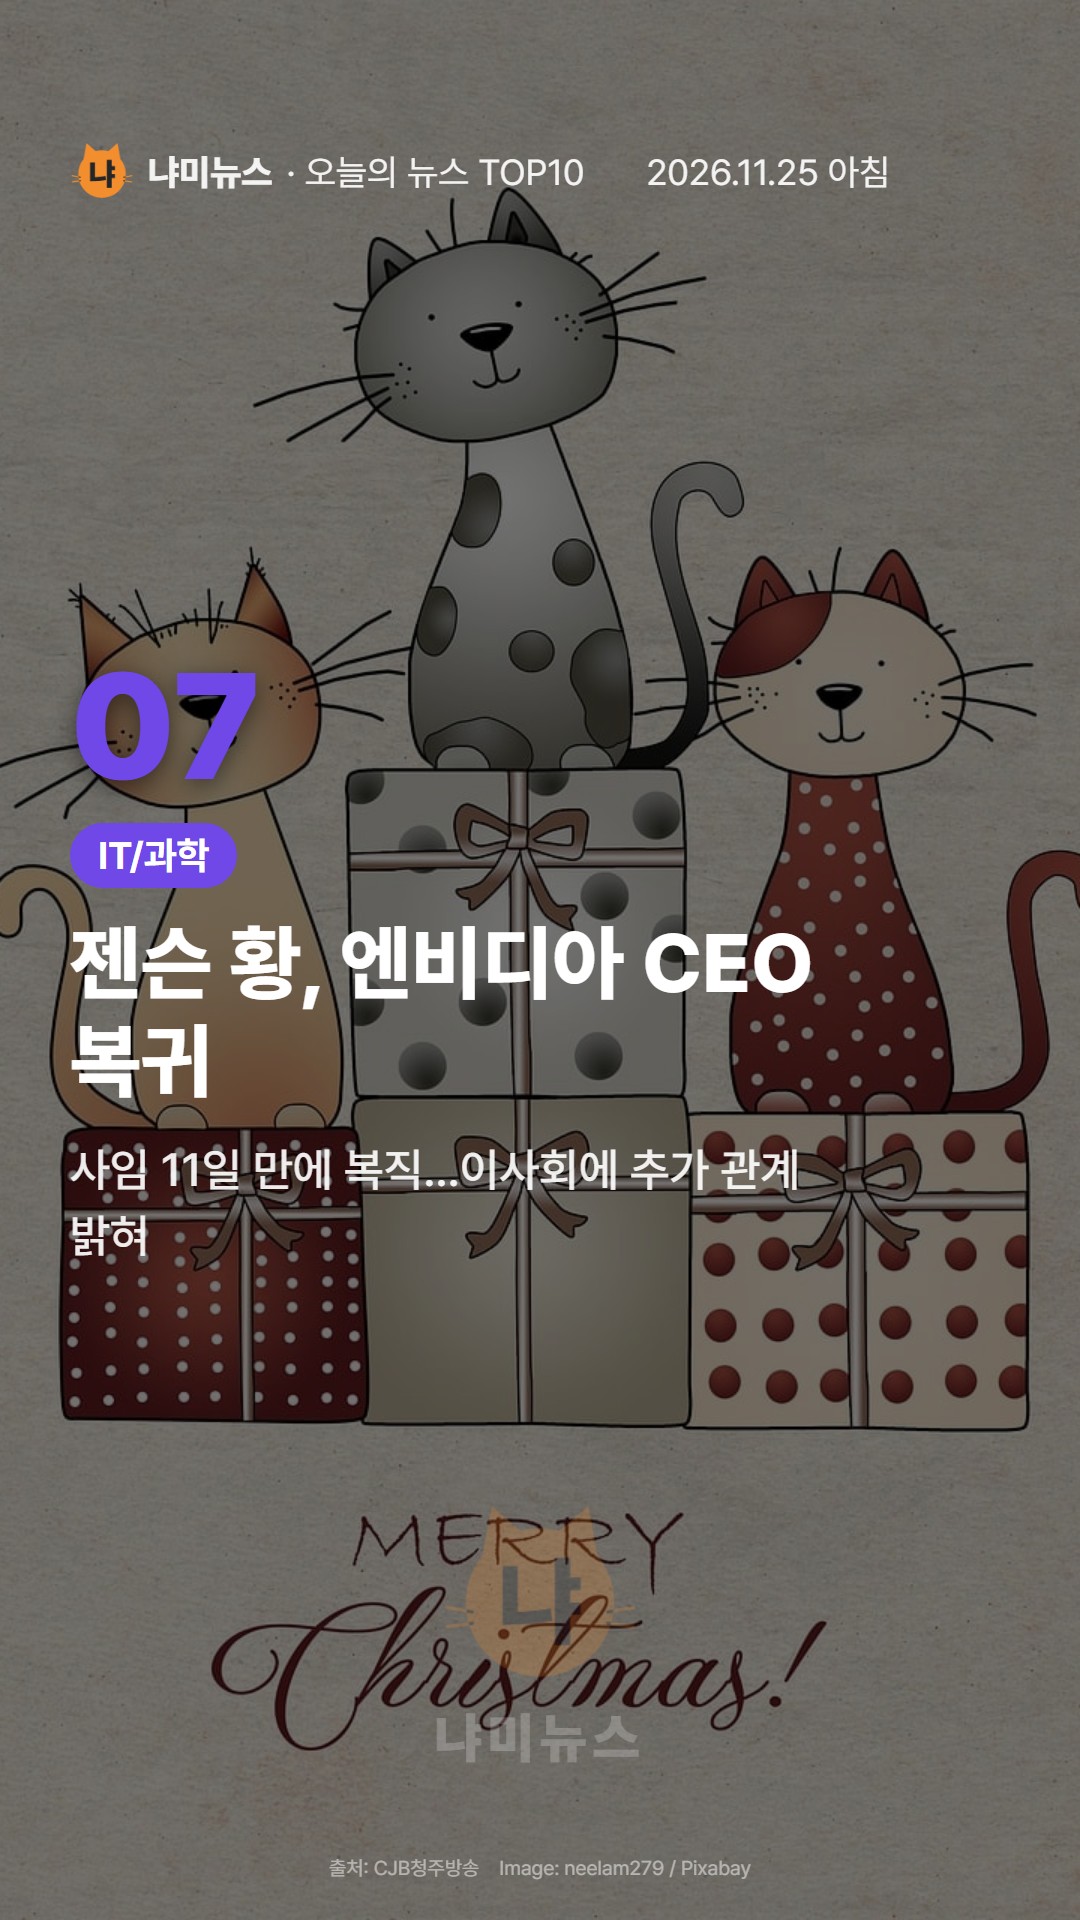 냐 냐미뉴스 · 오늘의 뉴스 TOP10 2026.11.25 아침
07
IT/과학
젠슨 황, 엔비디아 CEO
복귀
사임 11일 만에 복직...이사회에 추가 관계
밝혀
MERRY
냐
Christmas!
냐미뉴스
출처: CJB청주방송 Image: neelam279 / Pixabay